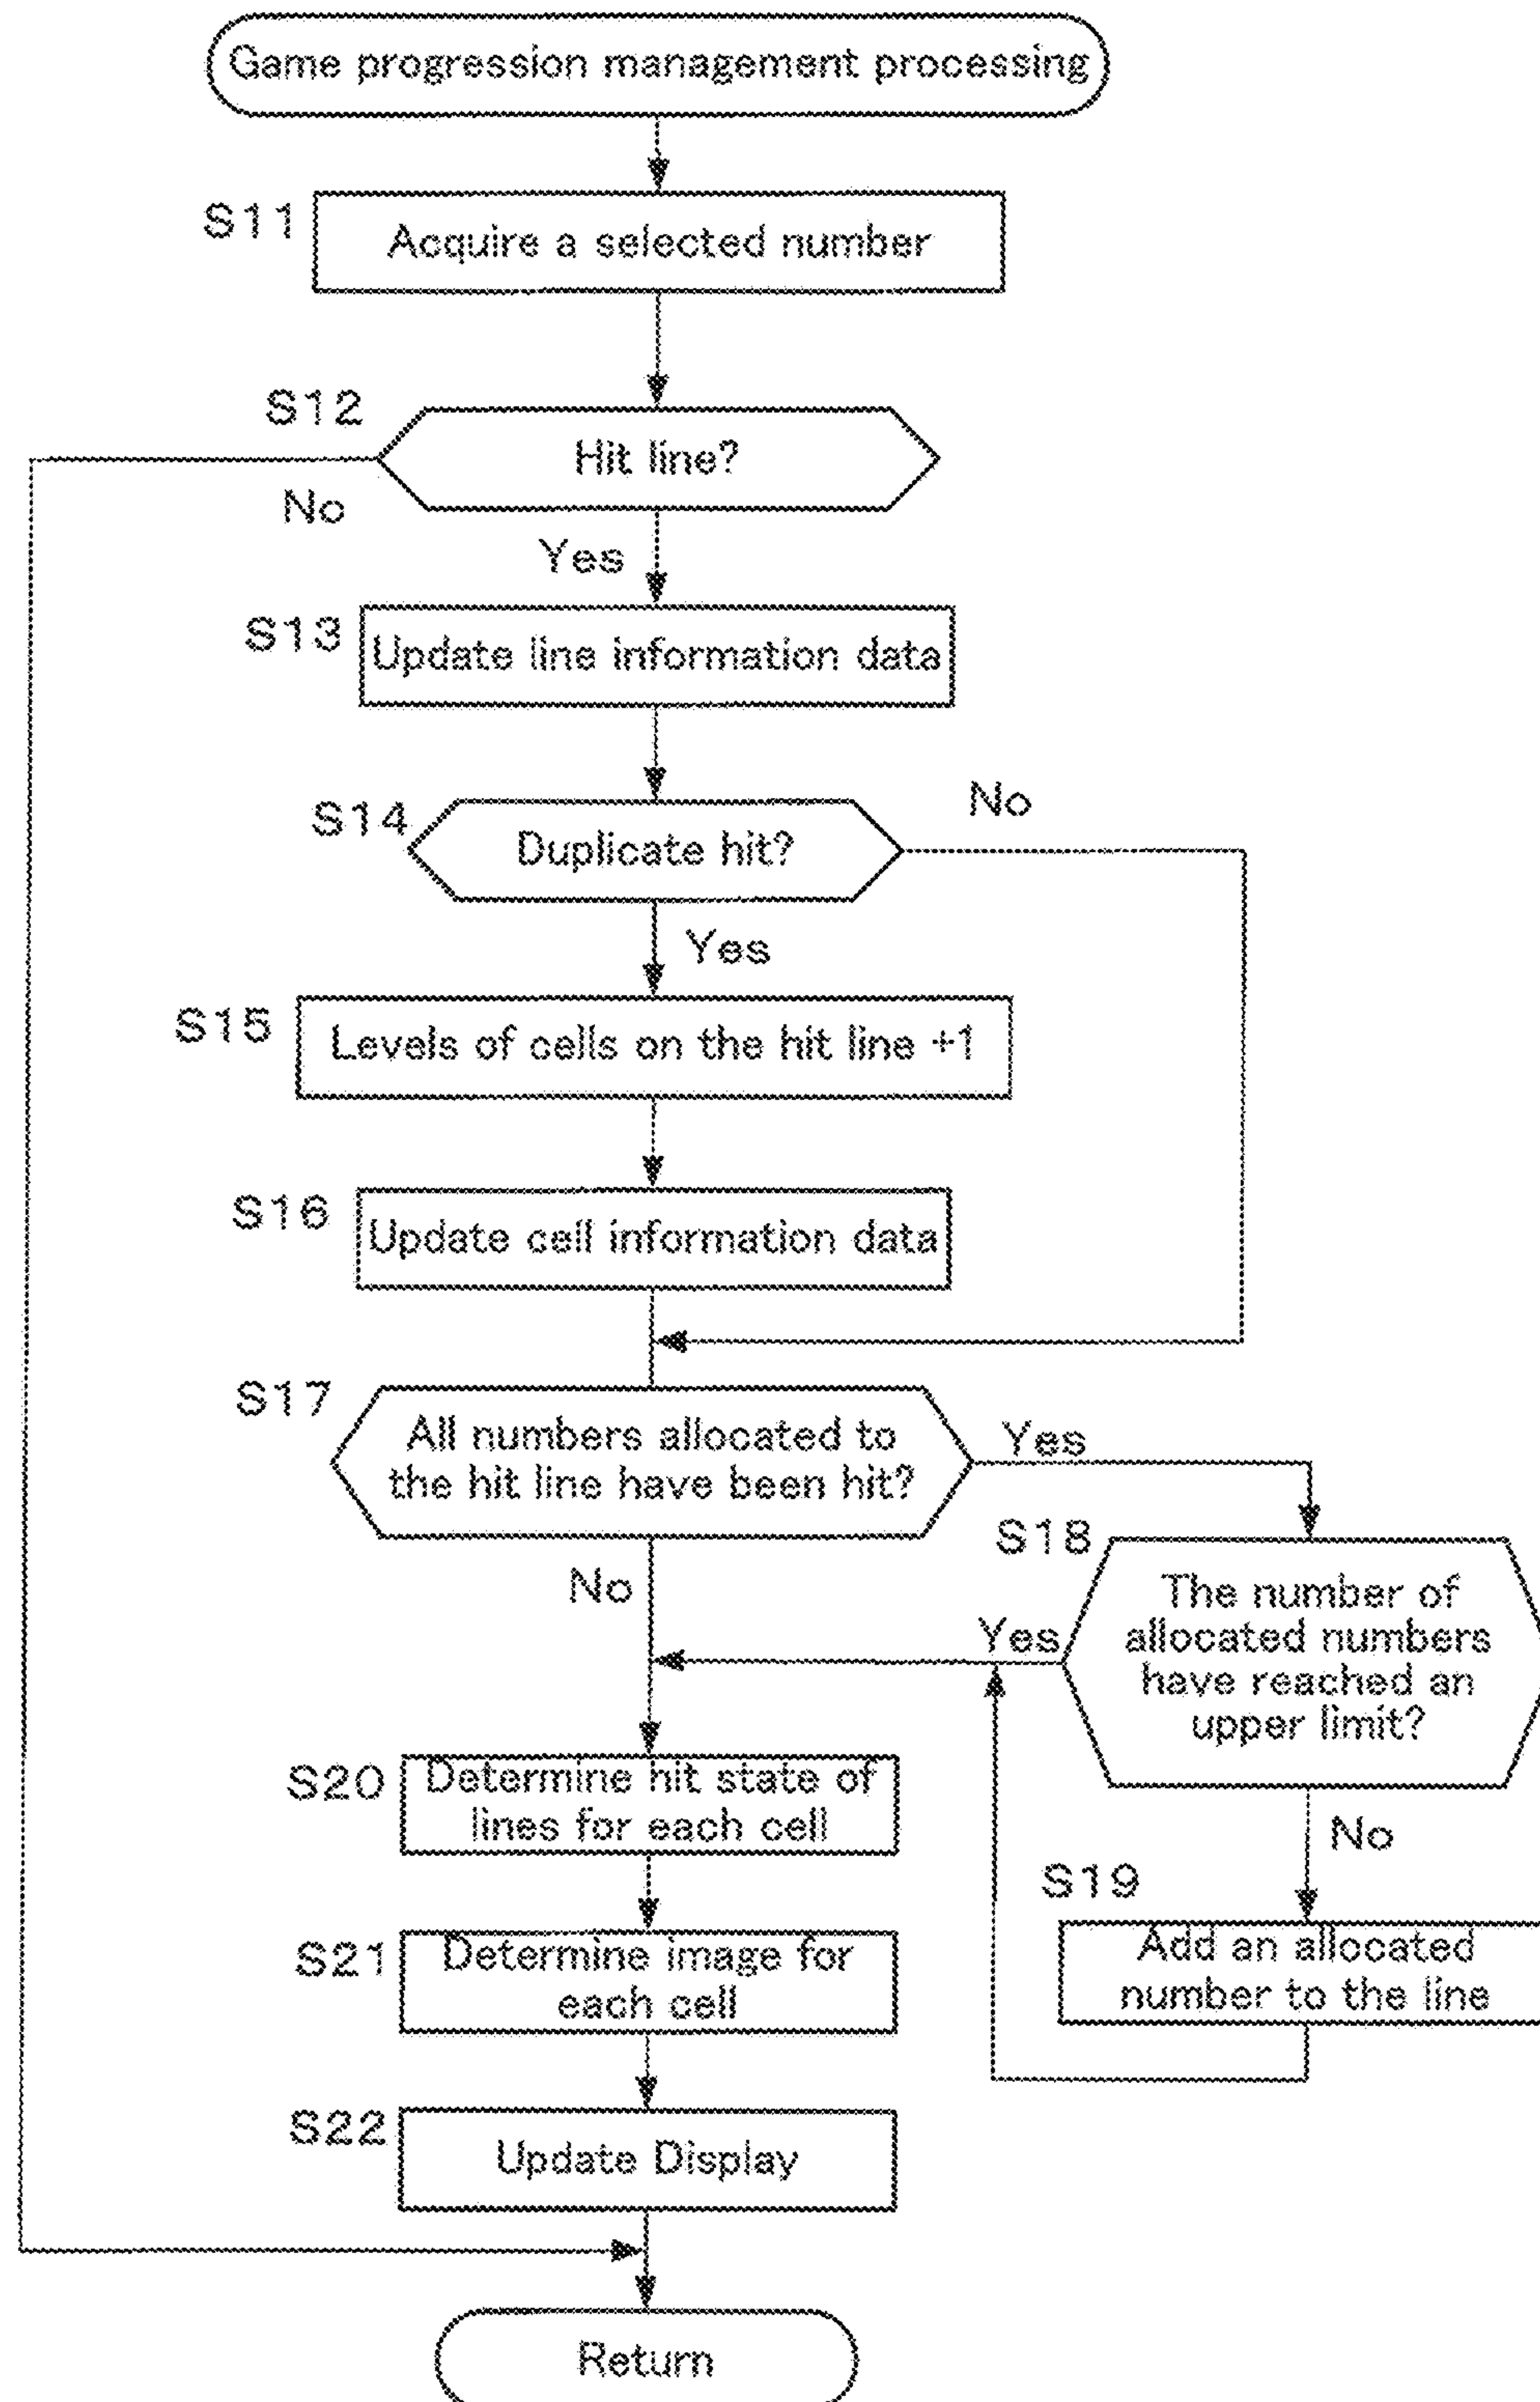 Game progression management processing
S11
Acquire a selected number
S12
Hit line?
No
Yes
S13
Update line information data
S14
Duplicate hit?
No
Yes
S15
Levels of cells on the hit line +1
S16
Update cell information data
S17
All numbers allocated to
the hit line have been hit?
Yes
No
S18
The number of
allocated numbers
have reached an
upper limit?
Yes
No
S19
Add an allocated
number to the line
S20
Determine hit state of
lines for each cell
S21
Determine image for
each cell
S22
Update Display
Return